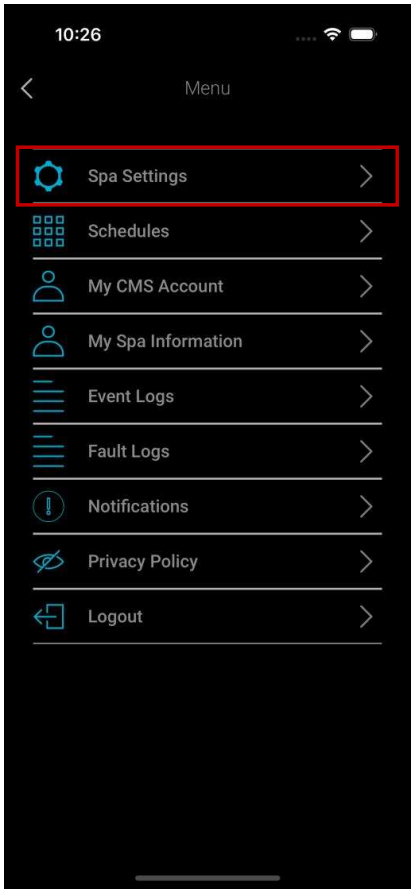 10:26
Menu
Spa Settings
Schedules
My CMS Account
My Spa Information
Event Logs
Fault Logs
Notifications
Privacy Policy
Logout